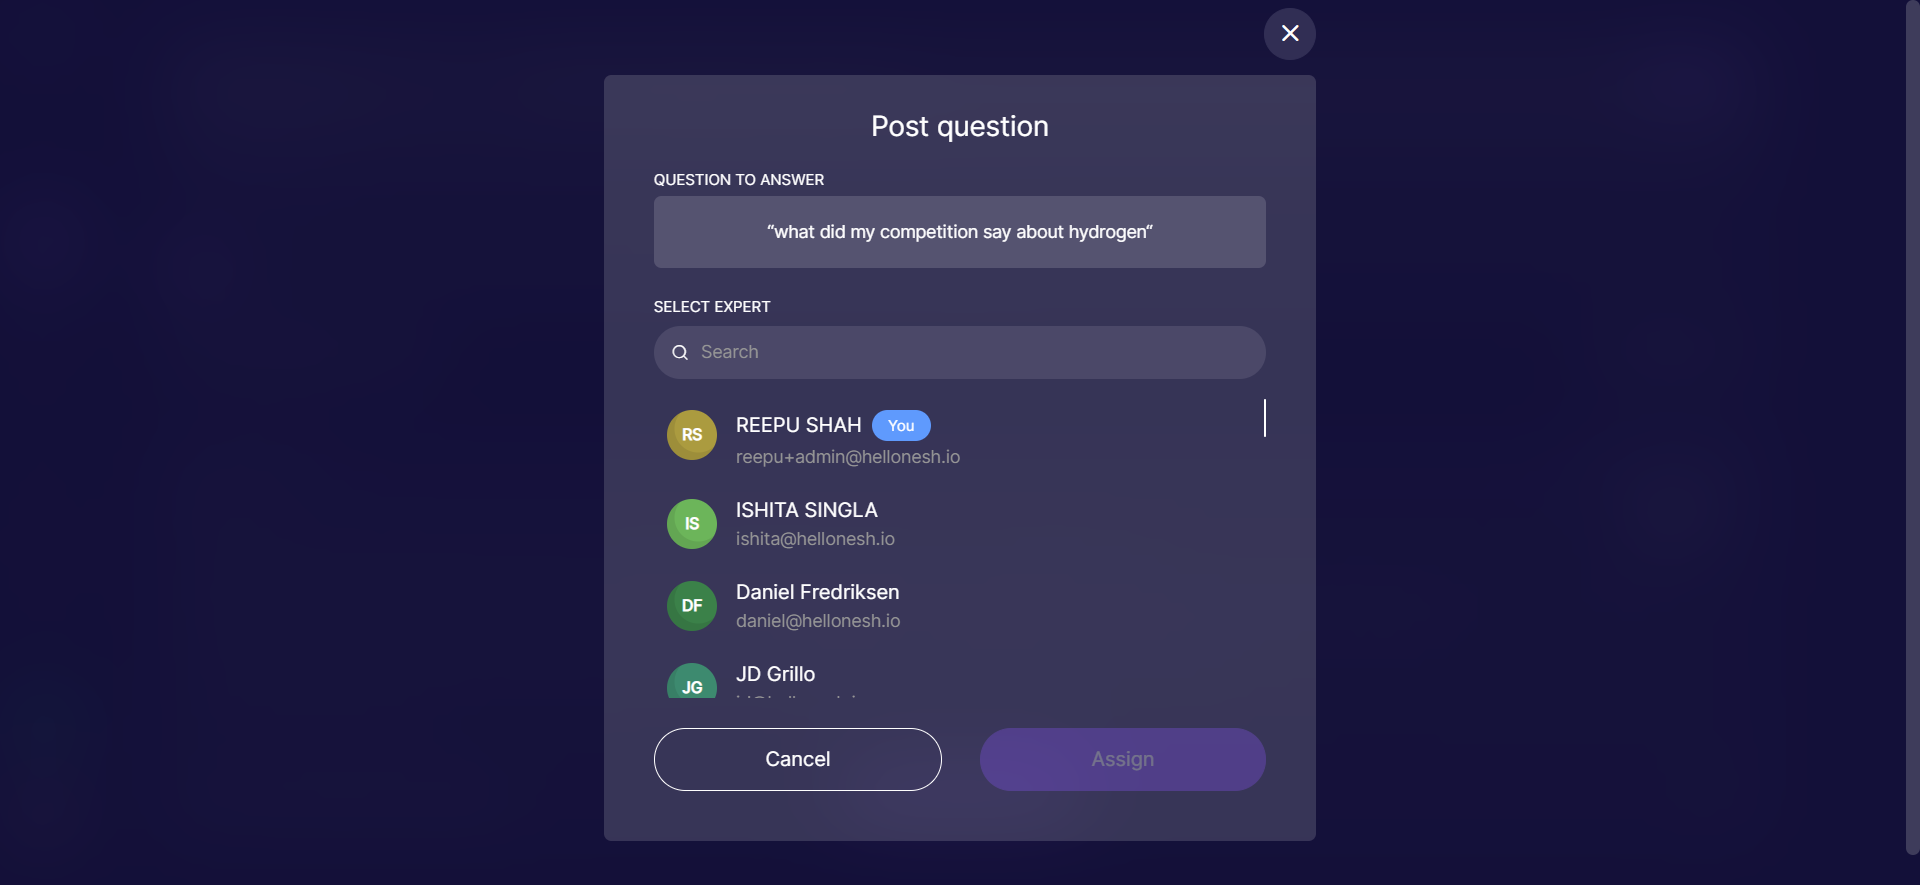 Post question
QUESTION TO ANSWER
“what did my competition say about hydrogen“
SELECT EXPERT
Search
RS
REEPU SHAH
You
reepu+admin@hellonesh.io
IS
ISHITA SINGLA
ishita@hellonesh.io
DF
Daniel Fredriksen
daniel@hellonesh.io
JG
JD Grillo
Cancel
Assign